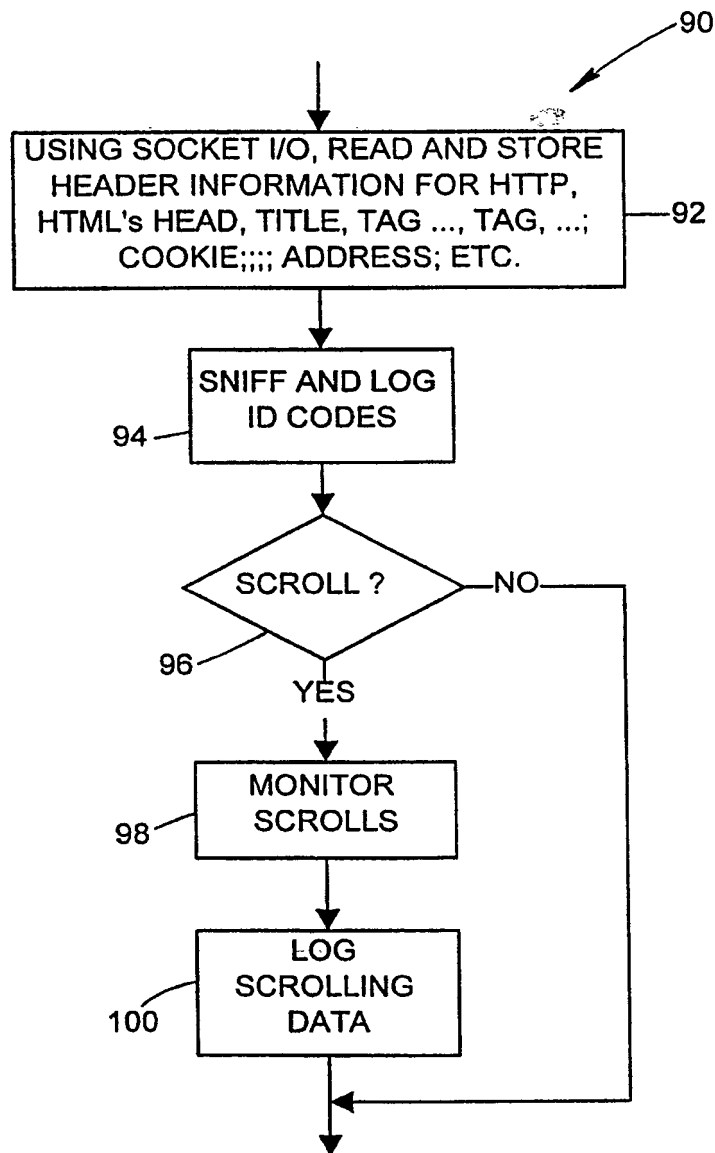 90
USING SOCKET I/O, READ AND STORE
HEADER INFORMATION FOR HTTP,
HTML's HEAD, TITLE, TAG ..., TAG, ...;
COOKIE;;;; ADDRESS; ETC.
92
SNIFF AND LOG
ID CODES
94
SCROLL ?
NO
96
YES
MONITOR
SCROLLS
98
LOG
SCROLLING
DATA
100